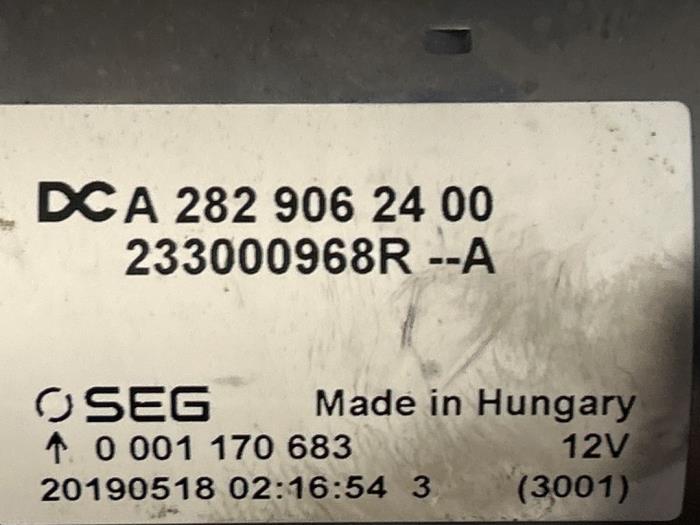 DC A 282 906 24 00
233000968R --A
SEG Made in Hungary
↑ 0 001 170 683 12V
20190518 02:16:54 3 (3001)